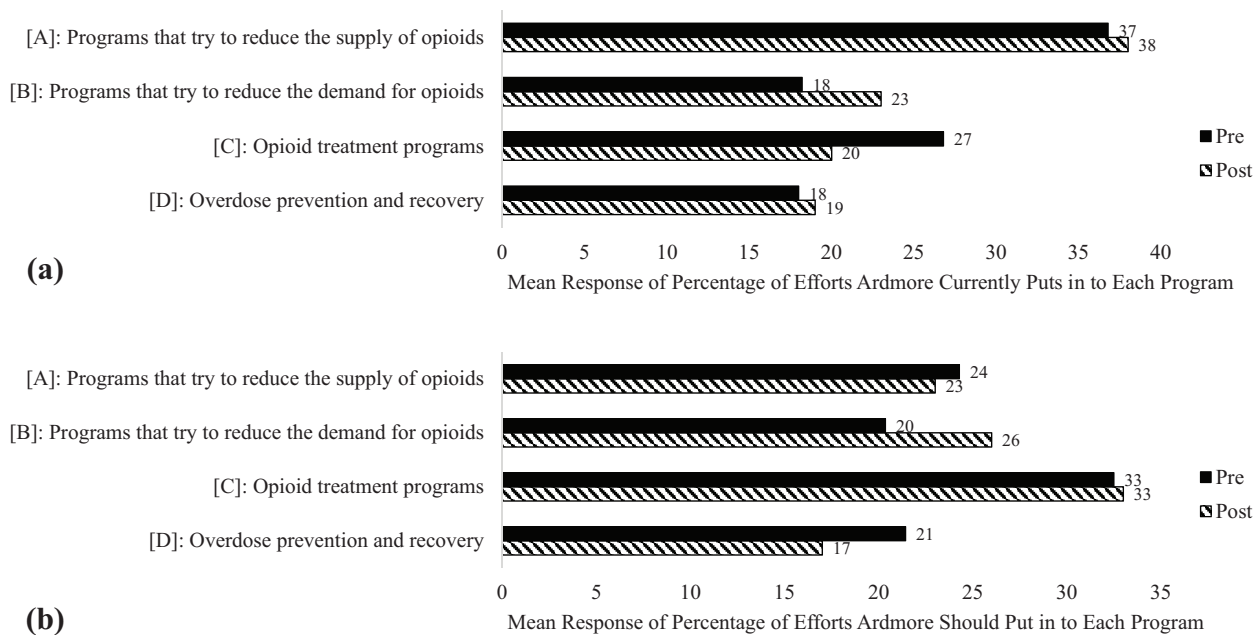 [A]: Programs that try to reduce the supply of opioids
37
38
[B]: Programs that try to reduce the demand for opioids
18
23
[C]: Opioid treatment programs
27
20
[D]: Overdose prevention and recovery
18
19
Pre
Post
0 5 10 15 20 25 30 35 40
(a)
Mean Response of Percentage of Efforts Ardmore Currently Puts in to Each Program
[A]: Programs that try to reduce the supply of opioids
24
23
[B]: Programs that try to reduce the demand for opioids
20
26
[C]: Opioid treatment programs
33
33
[D]: Overdose prevention and recovery
21
17
Pre
Post
0 5 10 15 20 25 30 35
(b)
Mean Response of Percentage of Efforts Ardmore Should Put in to Each Program